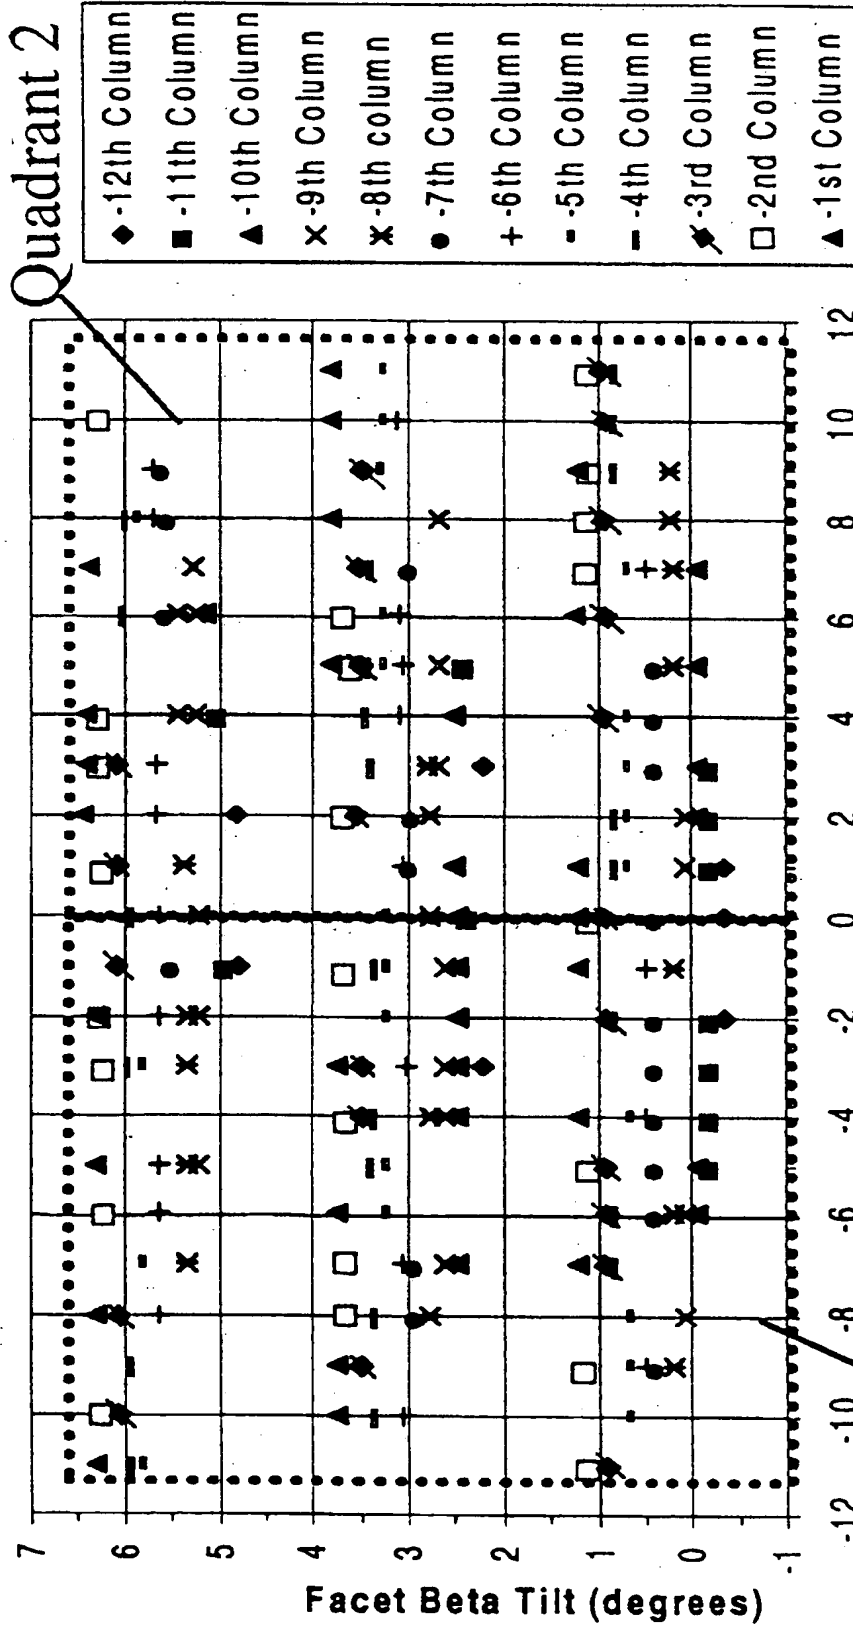 Quadrant 2
-12th Column
-11th Column
-10th Column
-9th Column
-8th column
-7th Column
-6th Column
-5th Column
-4th Column
-3rd Column
-2nd Column
-1st Column
Facet Beta Tilt (degrees)
7
6
5
4
3
2
1
0
-1
-12
-10
-8
-6
-4
-2
0
2
4
6
8
10
12